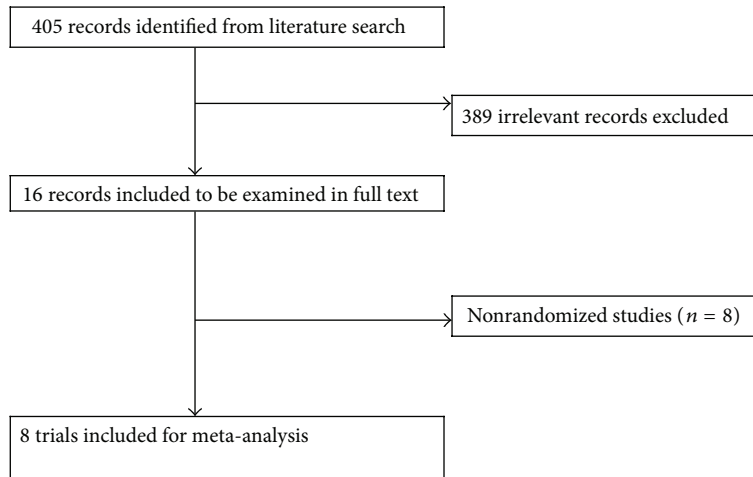 405 records identified from literature search
389 irrelevant records excluded
16 records included to be examined in full text
Nonrandomized studies (n = 8)
8 trials included for meta-analysis